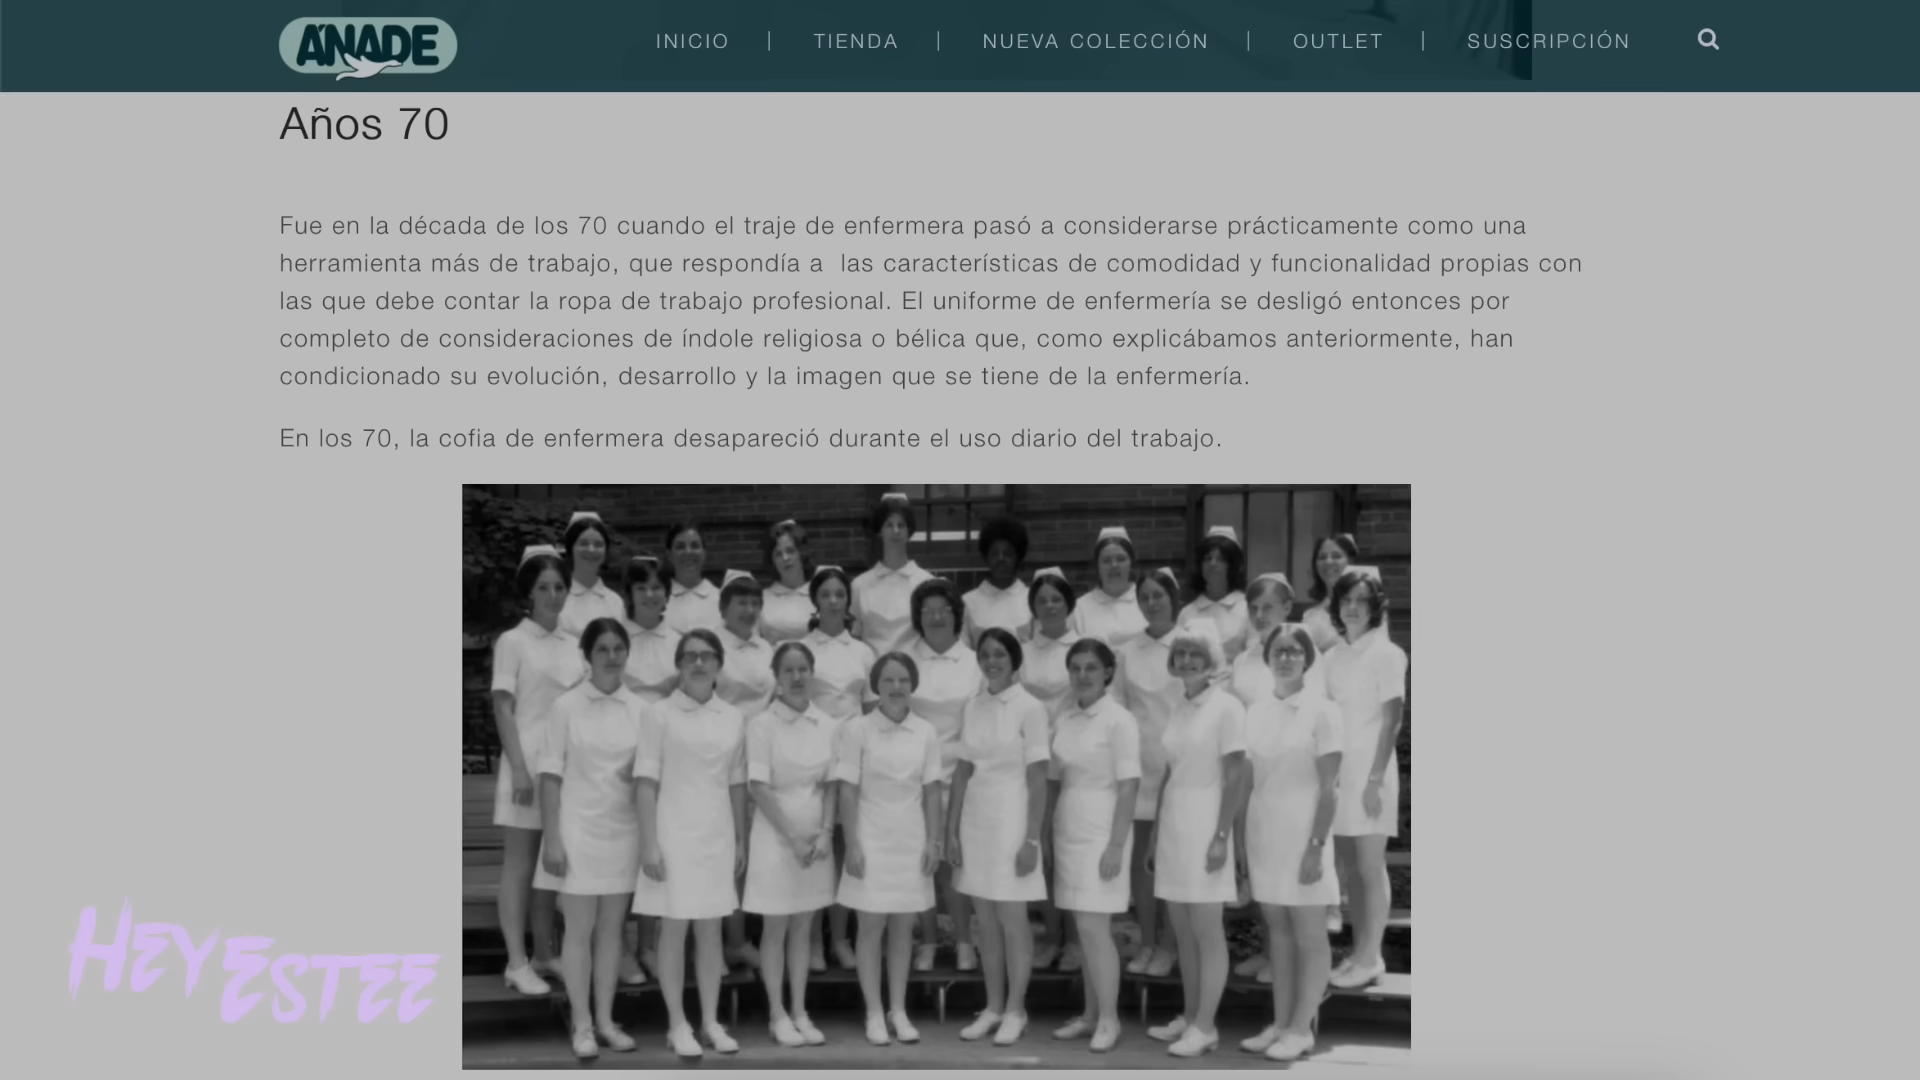 ÁNADE
INICIO | TIENDA | NUEVA COLECCIÓN | OUTLET | SUSCRIPCIÓN
Años 70
Fue en la década de los 70 cuando el traje de enfermera pasó a considerarse prácticamente como una
herramienta más de trabajo, que respondía a las características de comodidad y funcionalidad propias con
las que debe contar la ropa de trabajo profesional. El uniforme de enfermería se desligó entonces por
completo de consideraciones de índole religiosa o bélica que, como explicábamos anteriormente, han
condicionado su evolución, desarrollo y la imagen que se tiene de la enfermería.
En los 70, la cofia de enfermera desapareció durante el uso diario del trabajo.
HEYESTEE